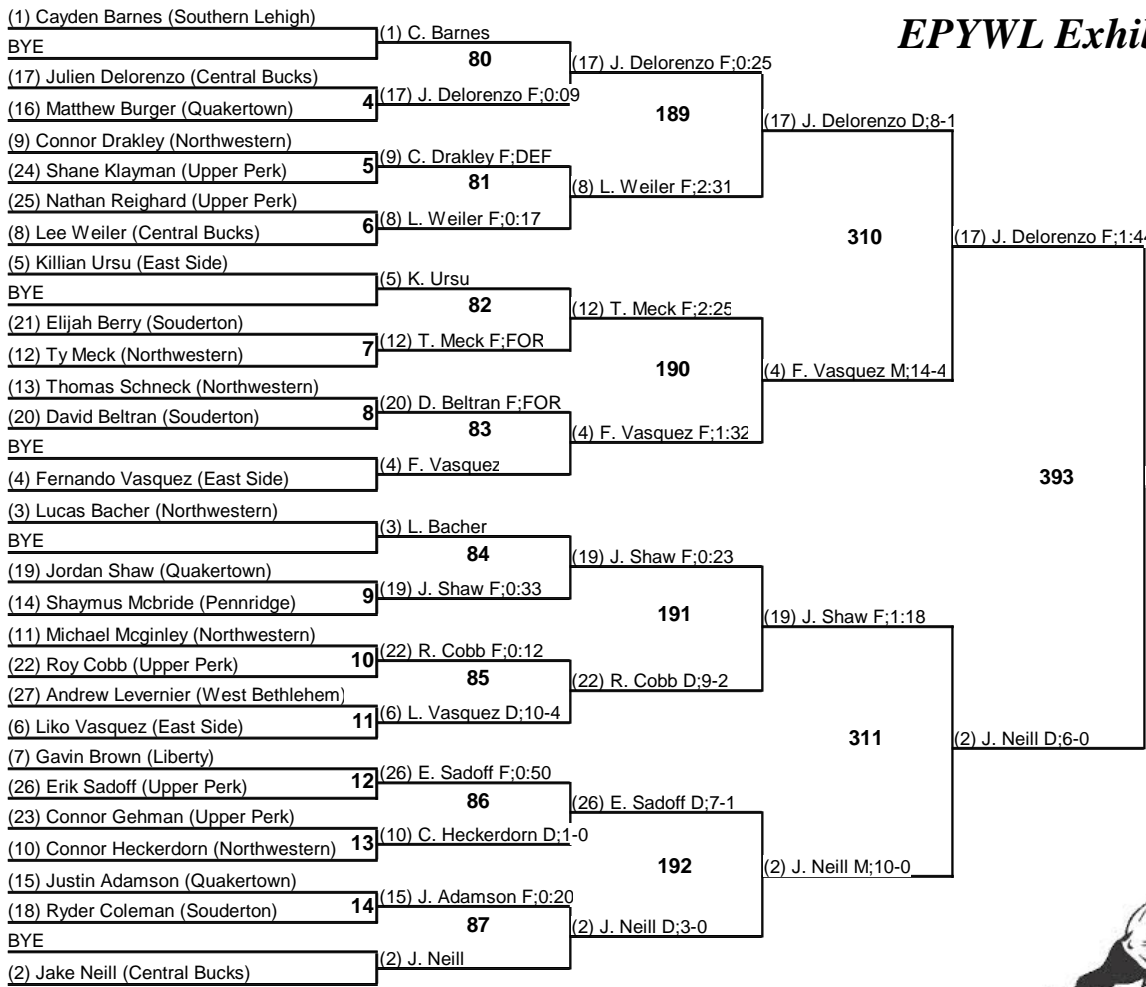 EPYWL Exhil
(1) Cayden Barnes (Southern Lehigh)
BYE
(17) Julien Delorenzo (Central Bucks)
(16) Matthew Burger (Quakertown)
(9) Connor Drakley (Northwestern)
(24) Shane Klayman (Upper Perk)
(25) Nathan Reighard (Upper Perk)
(8) Lee Weiler (Central Bucks)
(5) Killian Ursu (East Side)
BYE
(21) Elijah Berry (Souderton)
(12) Ty Meck (Northwestern)
(13) Thomas Schneck (Northwestern)
(20) David Beltran (Souderton)
BYE
(4) Fernando Vasquez (East Side)
(3) Lucas Bacher (Northwestern)
BYE
(19) Jordan Shaw (Quakertown)
(14) Shaymus Mcbride (Pennridge)
(11) Michael Mcginley (Northwestern)
(22) Roy Cobb (Upper Perk)
(27) Andrew Levernier (West Bethlehem)
(6) Liko Vasquez (East Side)
(7) Gavin Brown (Liberty)
(26) Erik Sadoff (Upper Perk)
(23) Connor Gehman (Upper Perk)
(10) Connor Heckerdorn (Northwestern)
(15) Justin Adamson (Quakertown)
(18) Ryder Coleman (Souderton)
BYE
(2) Jake Neill (Central Bucks)
4
5
6
7
8
9
10
11
12
13
14
(1) C. Barnes
80
(17) J. Delorenzo F;0:09
(9) C. Drakley F;DEF
81
(8) L. Weiler F;0:17
(5) K. Ursu
82
(12) T. Meck F;FOR
(20) D. Beltran F;FOR
83
(4) F. Vasquez
(3) L. Bacher
84
(19) J. Shaw F;0:33
(22) R. Cobb F;0:12
85
(6) L. Vasquez D;10-4
(26) E. Sadoff F;0:50
86
(10) C. Heckerdorn D;1-0
(15) J. Adamson F;0:20
87
(2) J. Neill
(17) J. Delorenzo F;0:25
189
(8) L. Weiler F;2:31
(12) T. Meck F;2:25
190
(4) F. Vasquez F;1:32
(19) J. Shaw F;0:23
191
(22) R. Cobb D;9-2
(26) E. Sadoff D;7-1
192
(2) J. Neill D;3-0
(17) J. Delorenzo D;8-1
310
(4) F. Vasquez M;14-4
(19) J. Shaw F;1:18
311
(2) J. Neill M;10-0
(17) J. Delorenzo F;1:44
393
(2) J. Neill D;6-0